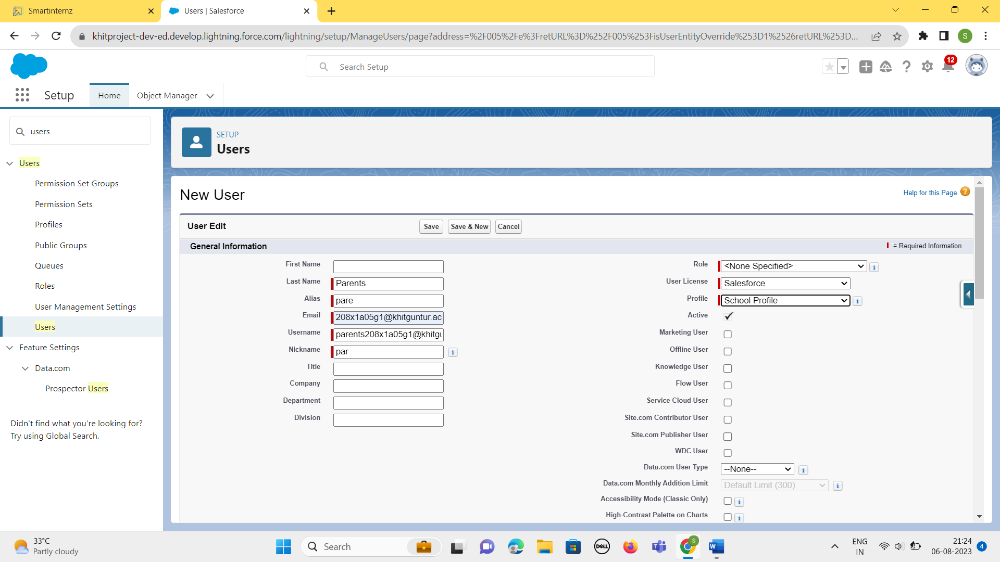 Smartinternz
Users | Salesforce
khitproject-dev-ed.develop.lightning.force.com/lightning/setup/ManageUsers/page?address=%2F005%2Fe%3FretURL%3D%252F005%253FisUserEntityOverride%253D1%2526retURL%253D...
S
Search Setup
12
Setup
Home
Object Manager
users
Users
Permission Set Groups
Permission Sets
Profiles
Public Groups
Queues
Roles
User Management Settings
Users
Feature Settings
Data.com
Prospector Users
Didn't find what you're looking for?
Try using Global Search.
SETUP
Users
New User
Help for this Page
User Edit
Save
Save & New
Cancel
General Information
= Required Information
First Name
Last Name Parents
Alias pare
Email 208x1a05g1@khitguntur.ac
Username parents208x1a05g1@khitgu
Nickname par
Title
Company
Department
Division
Role <None Specified>
User License Salesforce
Profile School Profile
Active
Marketing User
Offline User
Knowledge User
Flow User
Service Cloud User
Site.com Contributor User
Site.com Publisher User
WDC User
Data.com User Type --None--
Data.com Monthly Addition Limit Default Limit (300)
Accessibility Mode (Classic Only)
High-Contrast Palette on Charts
33°C
Partly cloudy
Search
DELL
S
W
ENG
IN
21:24
06-08-2023
4